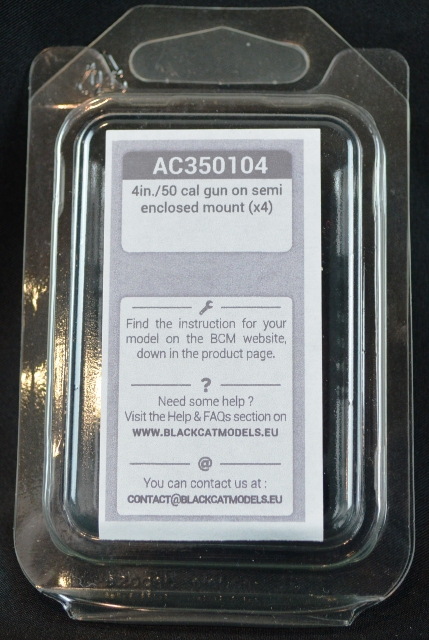 AC350104
4in./50 cal gun on semi
enclosed mount (x4)
Find the instruction for your
model on the BCM website,
down in the product page.
?
Need some help ?
Visit the Help & FAQs section on
WWW.BLACKCATMODELS.EU
@
You can contact us at :
CONTACT@BLACKCATMODELS.EU